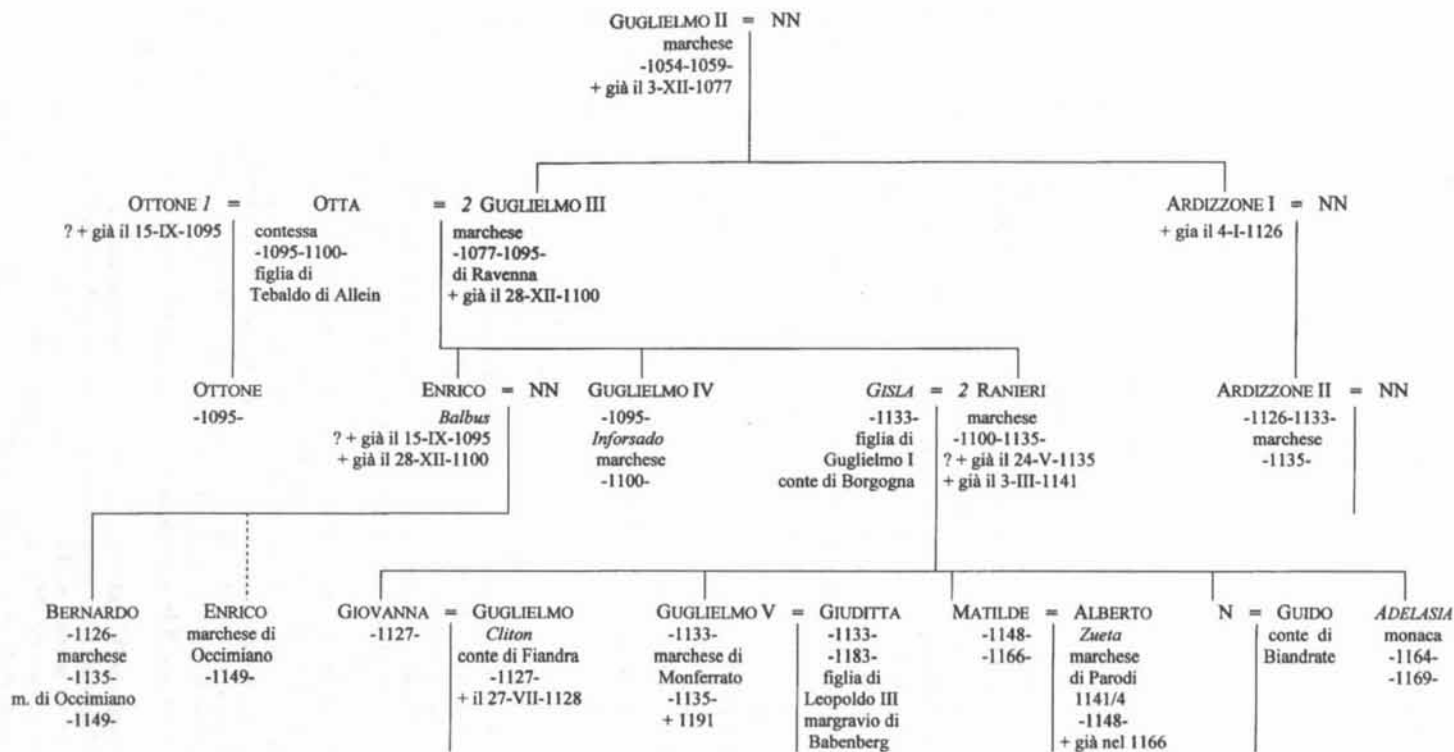 GUGLIELMO II = NN
marchese
-1054-1059-
+ già il 3-XII-1077
OTTONE 1 = OTTA = 2 GUGLIELMO III
? + già il 15-IX-1095
contessa
-1095-1100-
figlia di
Tebaldo di Allein
marchese
-1077-1095-
di Ravenna
+ già il 28-XII-1100
ARDIZZONE I = NN
+ gia il 4-I-1126
OTTONE
-1095-
ENRICO = NN
Balbus
? + già il 15-IX-1095
+ già il 28-XII-1100
GUGLIELMO IV
-1095-
Inforsado
marchese
-1100-
GISLA = 2 RANIERI
-1133-
figlia di
Guglielmo I
conte di Borgogna
marchese
-1100-1135-
? + già il 24-V-1135
+ già il 3-III-1141
ARDIZZONE II = NN
-1126-1133-
marchese
-1135-
BERNARDO
-1126-
marchese
-1135-
m. di Occimiano
-1149-
ENRICO
marchese di
Occimiano
-1149-
GIOVANNA = GUGLIELMO
-1127-
Cliton
conte di Fiandra
-1127-
+ il 27-VII-1128
GUGLIELMO V = GIUDITTA
-1133-
marchese di
Monferrato
-1135-
+ 1191
-1133-
-1183-
figlia di
Leopoldo III
margravio di
Babenberg
MATILDE = ALBERTO
-1148-
-1166-
Zueta
marchese
di Parodi
1141/4
-1148-
+ già nel 1166
N = GUIDO
conte di
Biandrate
ADELASIA
monaca
-1164-
-1169-